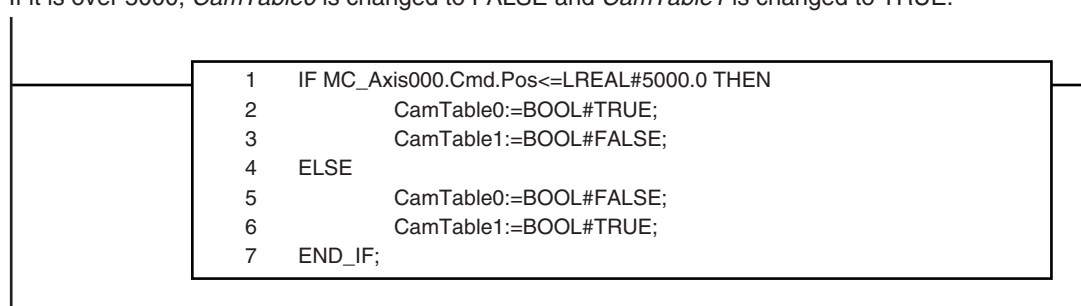 If it is over 5000, CamTable0 is changed to FALSE and CamTable1 is changed to TRUE.
1 IF MC_Axis000.Cmd.Pos<=LREAL#5000.0 THEN
2 CamTable0:=BOOL#TRUE;
3 CamTable1:=BOOL#FALSE;
4 ELSE
5 CamTable0:=BOOL#FALSE;
6 CamTable1:=BOOL#TRUE;
7 END_IF;